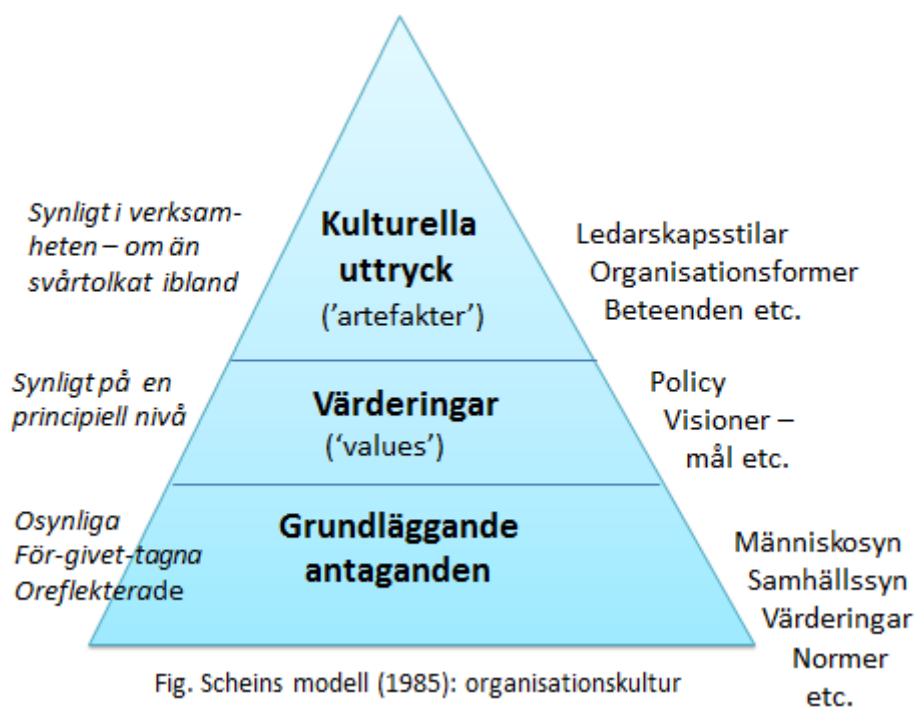 Synligt i verksam-
heten – om än
svårtolkat ibland
Kulturella
uttryck
('artefakter')
Ledarskapsstilar
Organisationsformer
Beteenden etc.
Synligt på en
principiell nivå
Värderingar
('values')
Policy
Visioner –
mål etc.
Osynliga
För-givet-tagna
Oreflekterade
Grundläggande
antaganden
Människosyn
Samhällssyn
Värderingar
Normer
etc.
Fig. Scheins modell (1985): organisationskultur